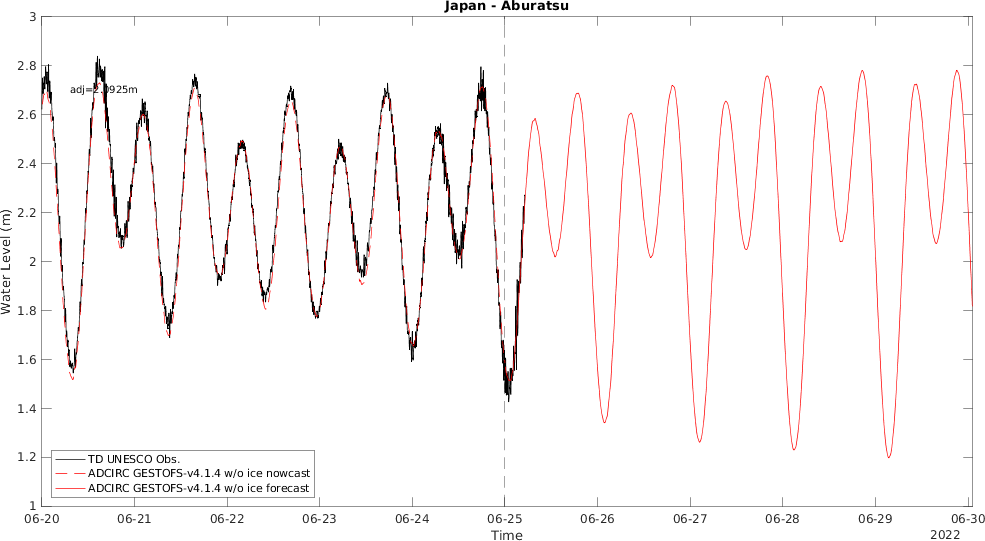 Japan - Aburatsu
3
2.8
2.6
2.4
2.2
2
1.8
1.6
1.4
1.2
1
Water Level (m)
adj=2.0925m
TD UNESCO Obs.
ADCIRC GESTOFS-v4.1.4 w/o ice nowcast
ADCIRC GESTOFS-v4.1.4 w/o ice forecast
06-20 06-21 06-22 06-23 06-24 06-25 06-26 06-27 06-28 06-29 06-30
Time
2022